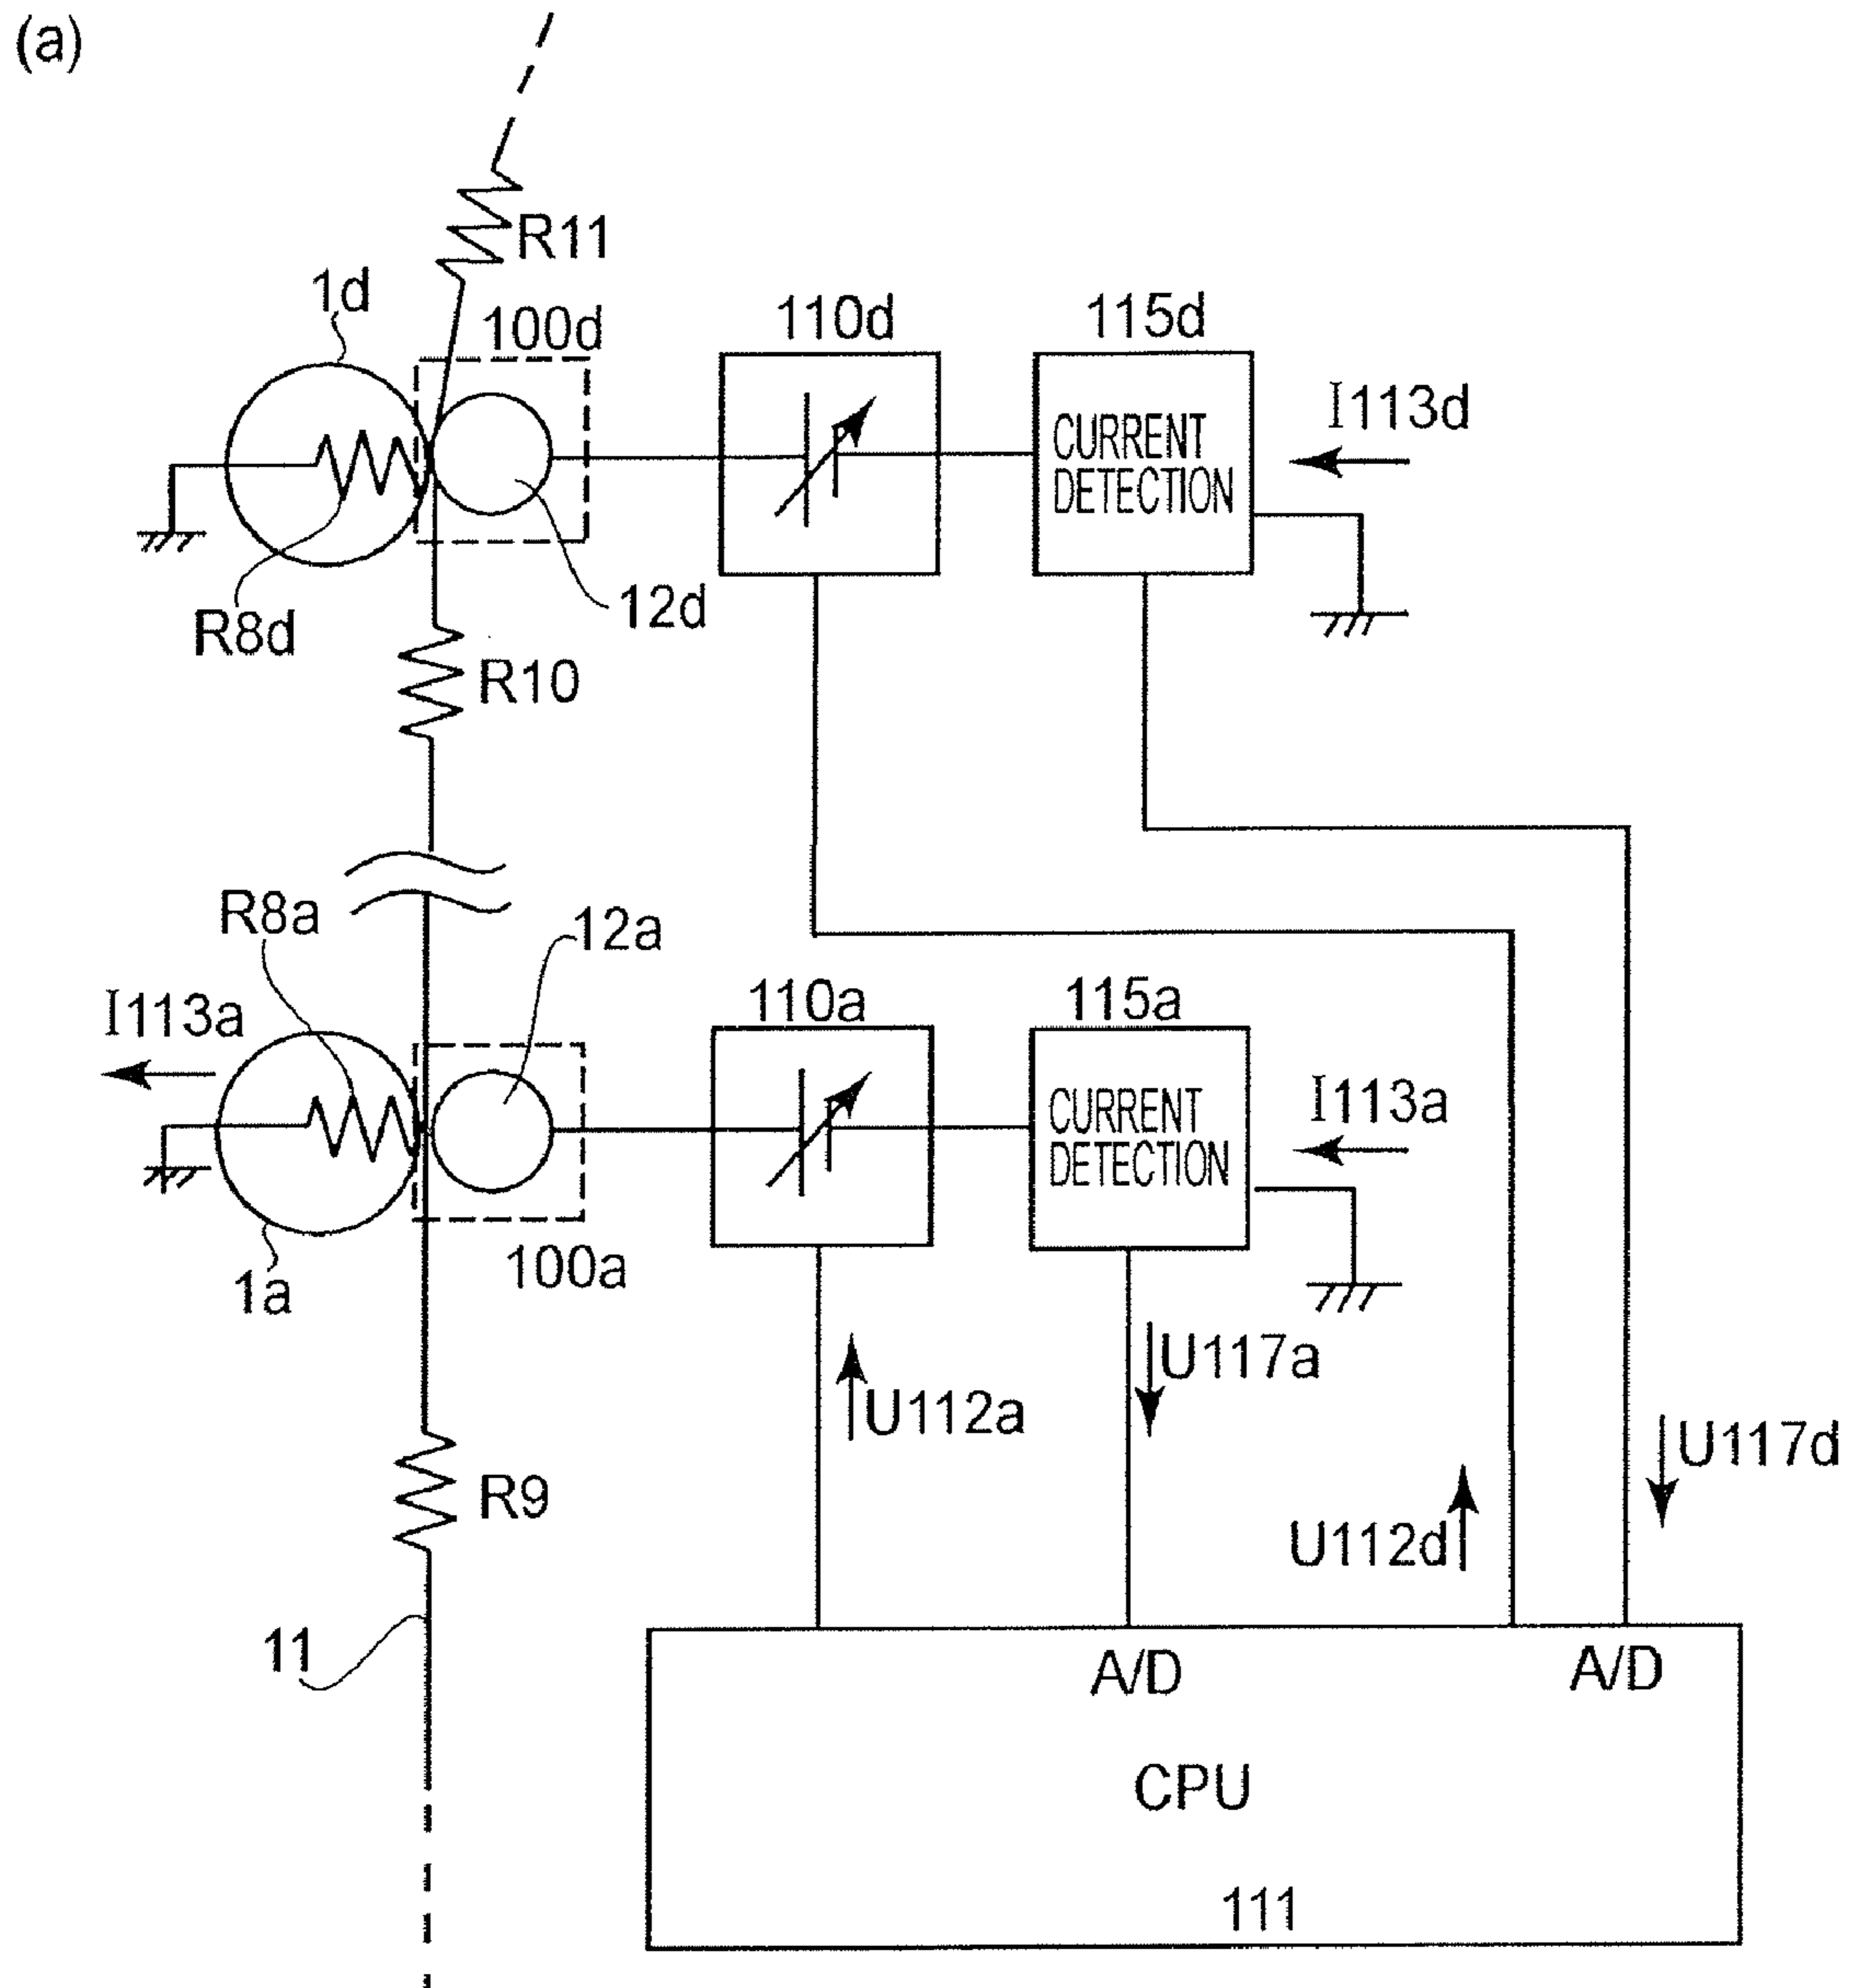 (a)
R11
1d
100d
110d
115d
I113d
CURRENT
DETECTION
12d
R8d
R10
R8a
12a
I113a
110a
115a
CURRENT
DETECTION
I113a
1a
100a
U117a
U112a
U117d
R9
U112d
11
A/D
A/D
CPU
111